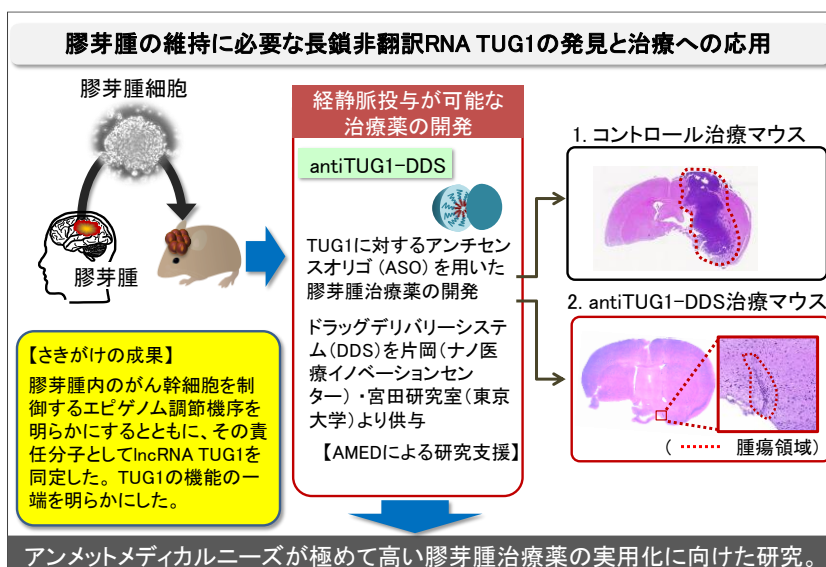 膠芽腫の維持に必要な長鎖非翻訳RNA TUG1の発見と治療への応用
膠芽腫細胞
膠芽腫
【さきがけの成果】
膠芽腫内のがん幹細胞を制
御するエピゲノム調節機序を
明らかにするとともに、その責
任分子としてlncRNA TUG1を
同定した。TUG1の機能の一
端を明らかにした。
経静脈投与が可能な
治療薬の開発
antiTUG1-DDS
TUG1に対するアンチセン
スオリゴ(ASO)を用いた
膠芽腫治療薬の開発
ドラッグデリバリーシステ
ム(DDS)を片岡(ナノ医
療イノベーションセン
ター)・宮田研究室(東京
大学)より供与
【AMEDによる研究支援】
1. コントロール治療マウス
2. antiTUG1-DDS治療マウス
( ······· 腫瘍領域)
アンメットメディカルニーズが極めて高い膠芽腫治療薬の実用化に向けた研究。